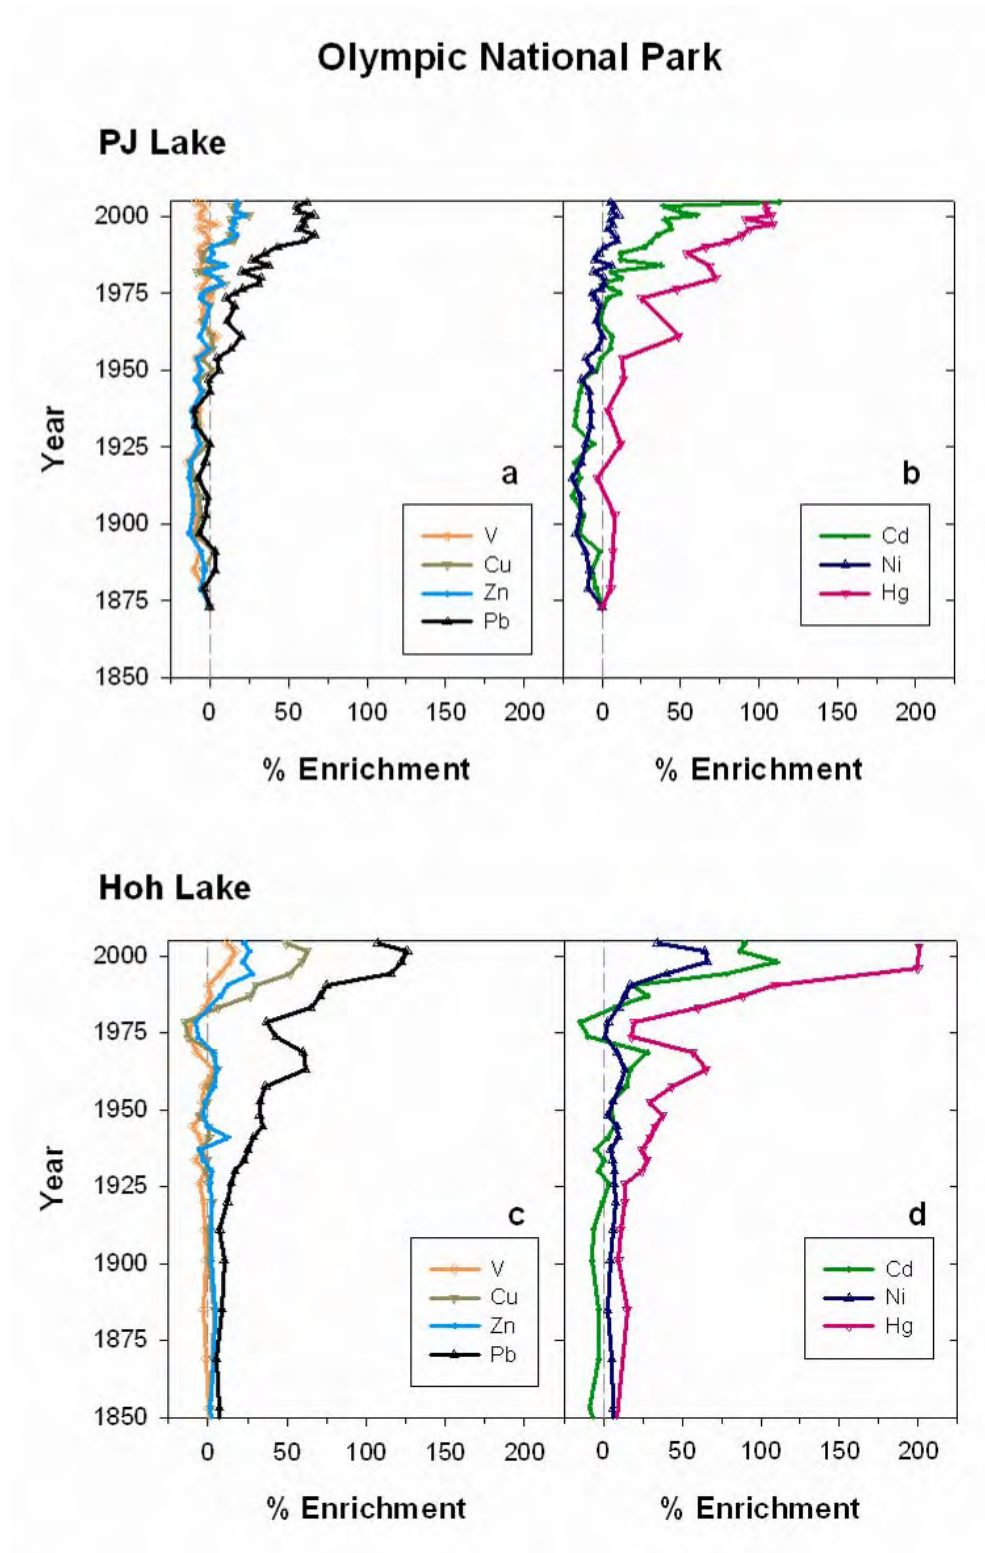 Olympic National Park
PJ Lake
2000
1975
1950
1925
1900
1875
1850
Year
a
V
Cu
Zn
Pb
b
Cd
Ni
Hg
0 50 100 150 200 0 50 100 150 200
% Enrichment % Enrichment
Hoh Lake
2000
1975
1950
1925
1900
1875
1850
Year
c
V
Cu
Zn
Pb
d
Cd
Ni
Hg
0 50 100 150 200 0 50 100 150 200
% Enrichment % Enrichment